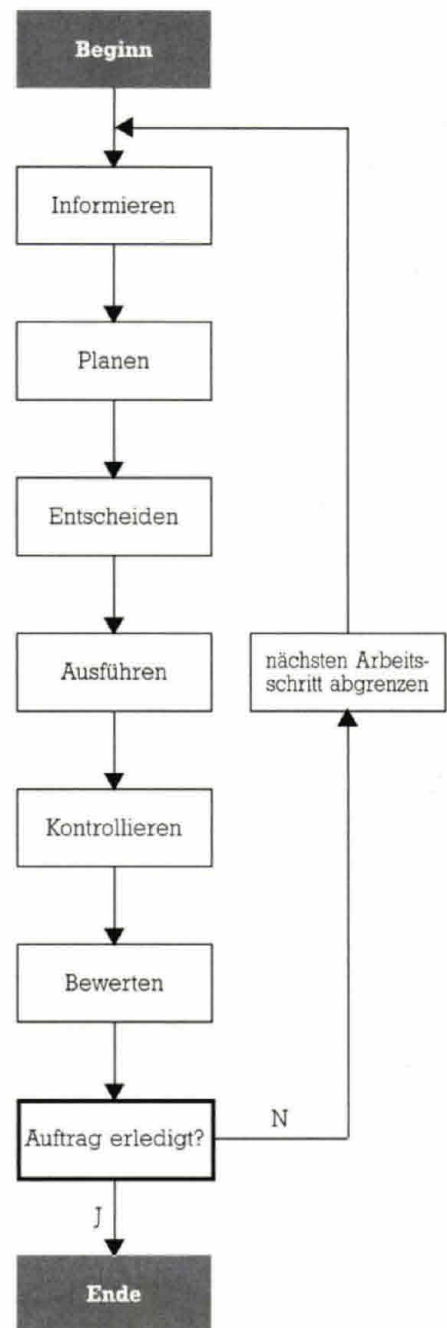 Beginn
Informieren
Planen
Entscheiden
Ausführen
nächsten Arbeits-
schritt abgrenzen
Kontrollieren
Bewerten
Auftrag erledigt?
N
J
Ende